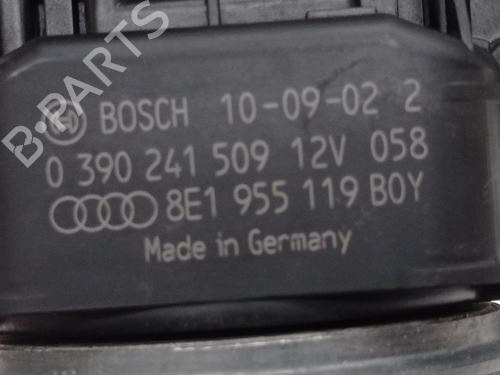 B-PARTS
BOSCH 10-09-02 2
0 390 241 509 12V 058
8E1 955 119 BOY
Made in Germany